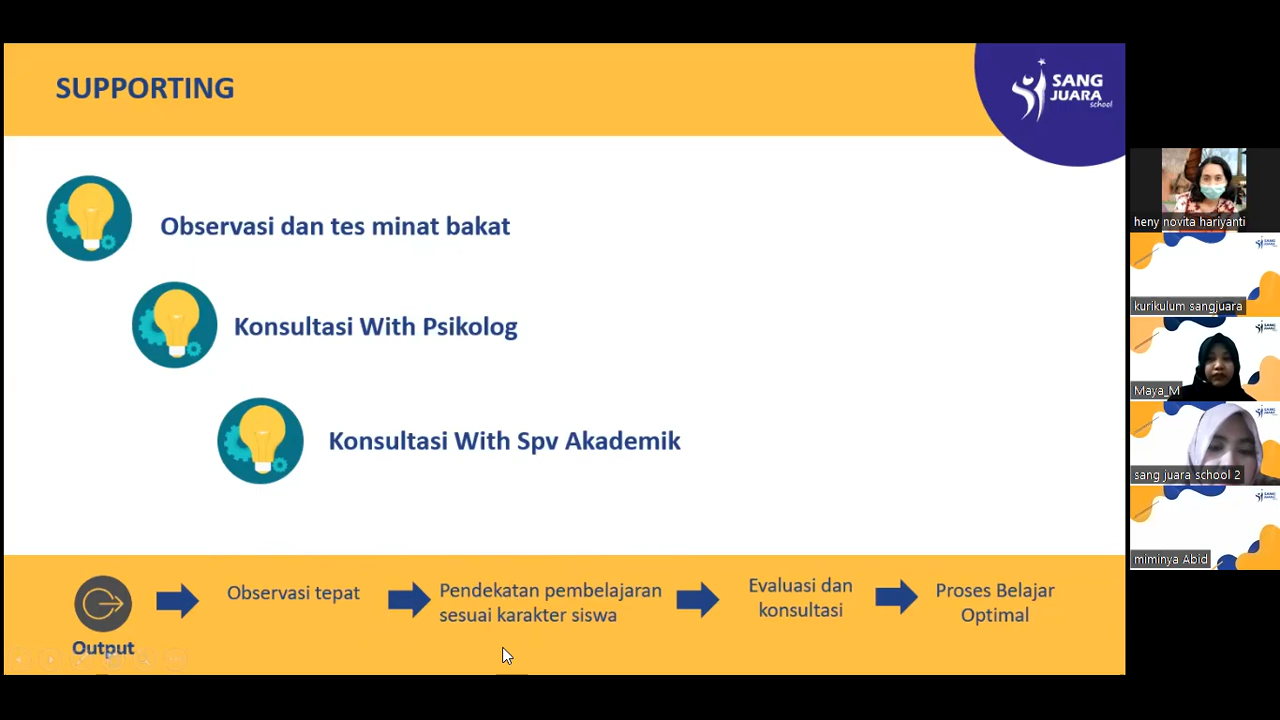 SUPPORTING
SANG
JUARA
school
Observasi dan tes minat bakat
Konsultasi With Psikolog
Konsultasi With Spv Akademik
Output
Observasi tepat
Pendekatan pembelajaran
sesuai karakter siswa
Evaluasi dan
konsultasi
Proses Belajar
Optimal
heny novita hariyanti
kurikulum sangjuara
Maya_M
sang juara school 2
miminya Abid